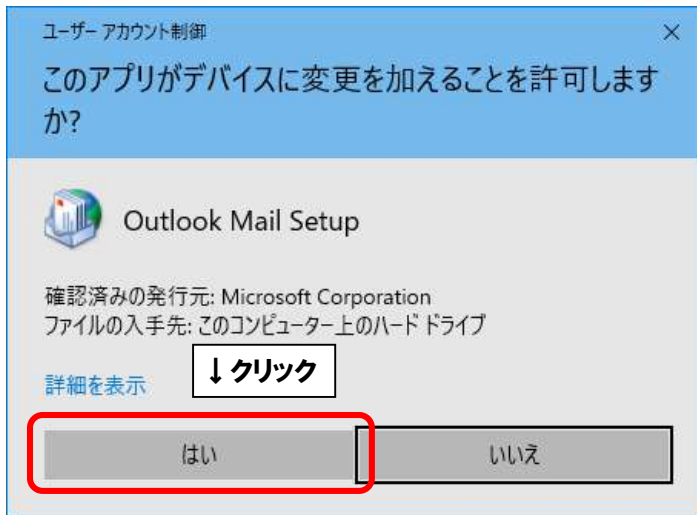 ユーザー アカウント制御
このアプリがデバイスに変更を加えることを許可します
か?
Outlook Mail Setup
確認済みの発行元: Microsoft Corporation
ファイルの入手先: このコンピューター上のハード ドライブ
↓クリック
詳細を表示
はい
いいえ